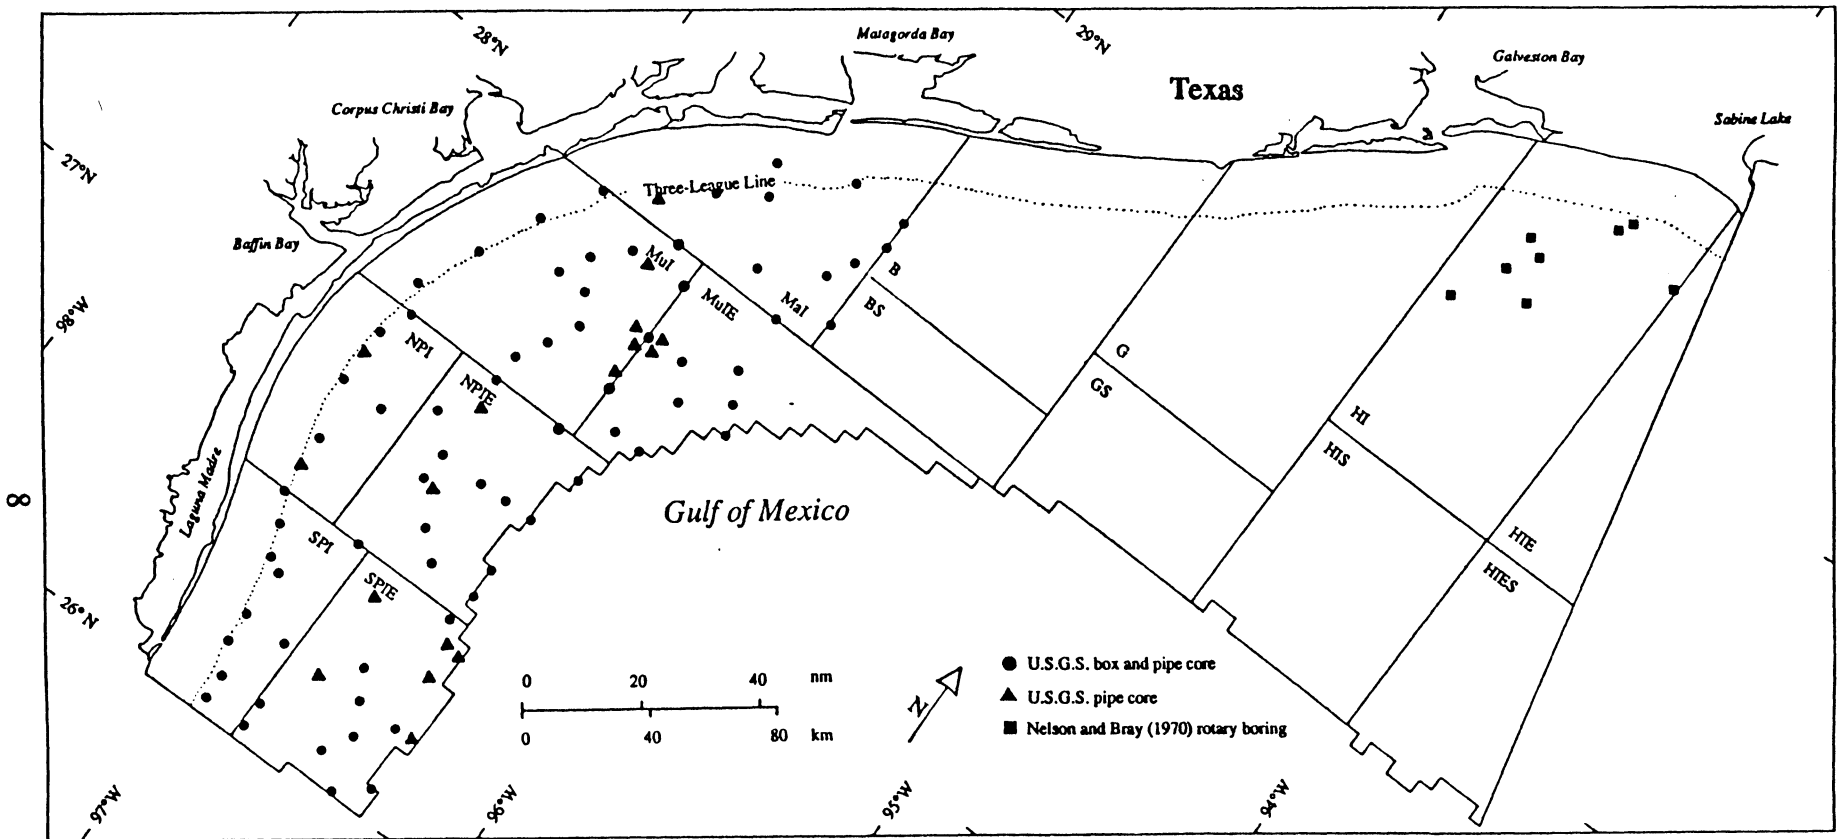 28°N
Matagorda Bay
29°N
Galveston Bay
Texas
Corpus Christi Bay
Sabine Lake
27°N
Three-League Line
Baffin Bay
MuI
B
98°W
MuIE
MaI
BS
NPI
G
NPIE
GS
HI
HIS
Laguna Madre
8
Gulf of Mexico
SPI
HIE
SPIE
HIES
26° N
0 20 40 nm
0 40 80 km
N
U.S.G.S. box and pipe core
U.S.G.S. pipe core
Nelson and Bray (1970) rotary boring
97°W
96°W
95°W
94°W